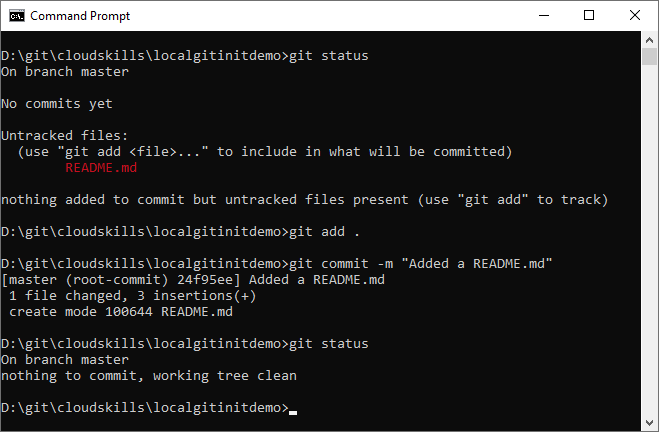 C:\. Command Prompt
D:\git\cloudskills\localgitinitdemo>git status
On branch master
No commits yet
Untracked files:
(use "git add <file>..." to include in what will be committed)
README.md
nothing added to commit but untracked files present (use "git add" to track)
D:\git\cloudskills\localgitinitdemo>git add .
D:\git\cloudskills\localgitinitdemo>git commit -m "Added a README.md"
[master (root-commit) 24f95ee] Added a README.md
1 file changed, 3 insertions(+)
create mode 100644 README.md
D:\git\cloudskills\localgitinitdemo>git status
On branch master
nothing to commit, working tree clean
D:\git\cloudskills\localgitinitdemo>